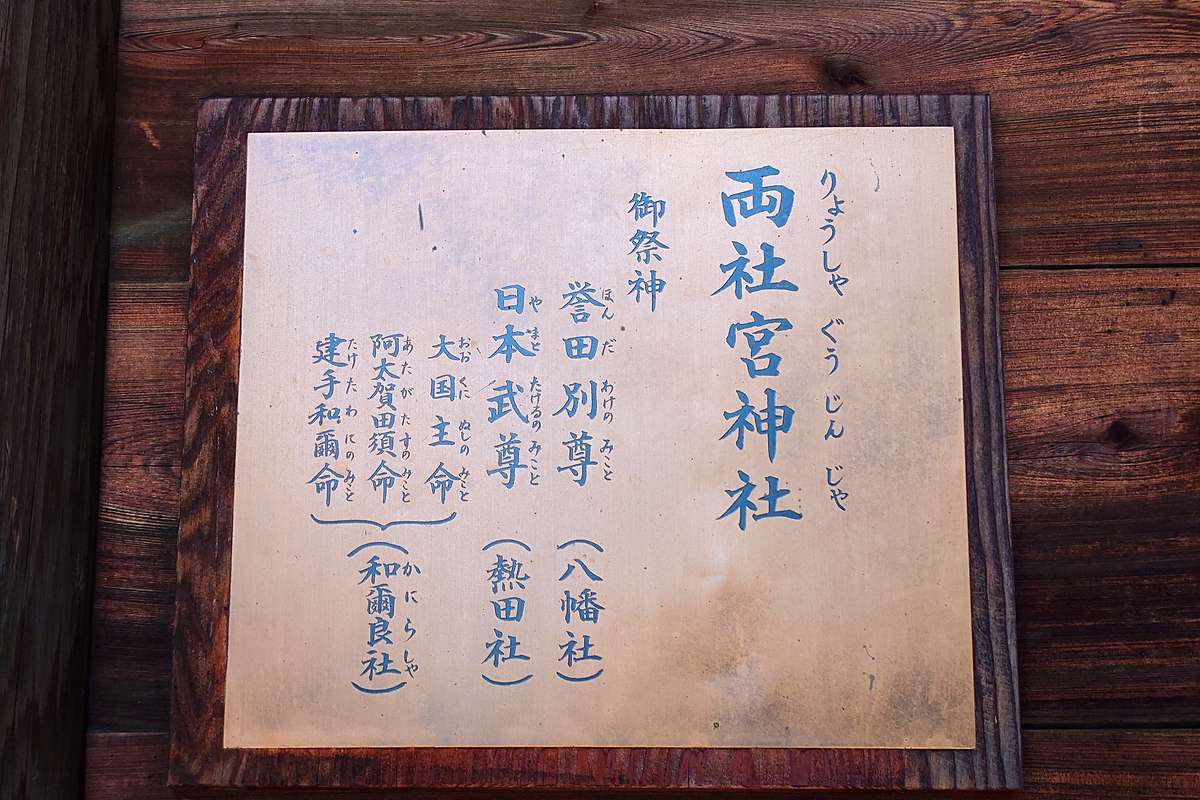 りょうしゃ ぐう じん じゃ
両社宮神社
御祭神
ほん だ わけの みこと
誉田別尊 (八幡社)
や まと たけるの みこと
日本武尊 (熱田社)
おお くに ぬしの みこと
大国主命
あたがたすのみこと
阿太賀田須命
たけたわにのみこと
建手和爾命
かにらしゃ
(和爾良社)